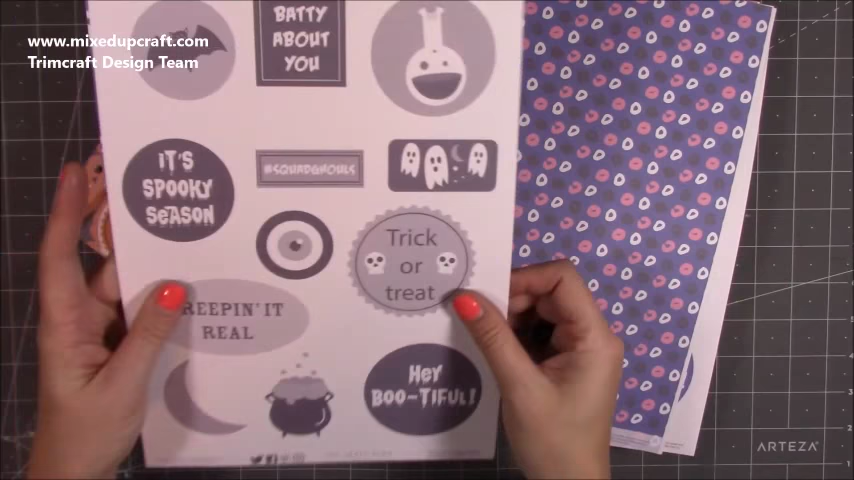 www.mixedupcraft.com
Trimcraft Design Team
BATTY
ABOUT
YOU
IT'S
SPOOKY
SEASON
#SQUADGHOULS
Trick
or
treat
REEPIN' IT
REAL
HEY
BOO-TIFUL!
ARTEZA